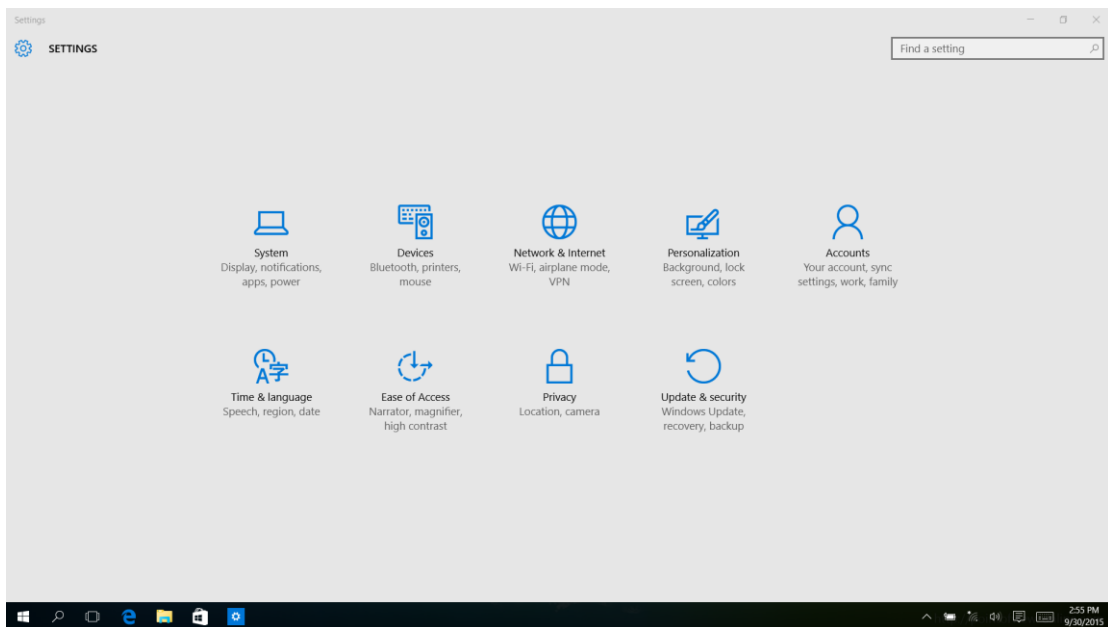 Settings
SETTINGS
Find a setting
System
Display, notifications,
apps, power
Devices
Bluetooth, printers,
mouse
Network & Internet
Wi-Fi, airplane mode,
VPN
Personalization
Background, lock
screen, colors
Accounts
Your account, sync
settings, work, family
Time & language
Speech, region, date
Ease of Access
Narrator, magnifier,
high contrast
Privacy
Location, camera
Update & security
Windows Update,
recovery, backup
2:55 PM
9/30/2015